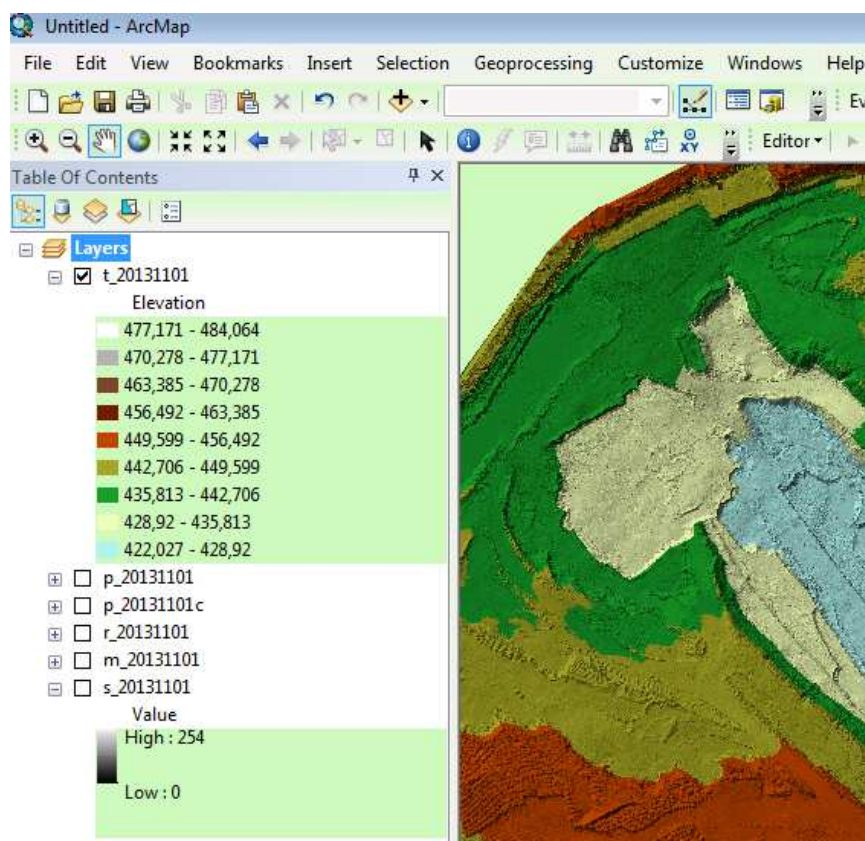 Untitled - ArcMap
File Edit View Bookmarks Insert Selection Geoprocessing Customize Windows Help
XY Editor
Table Of Contents
Layers
t_20131101
Elevation
477,171 - 484,064
470,278 - 477,171
463,385 - 470,278
456,492 - 463,385
449,599 - 456,492
442,706 - 449,599
435,813 - 442,706
428,92 - 435,813
422,027 - 428,92
p_20131101
p_20131101c
r_20131101
m_20131101
s_20131101
Value
High : 254
Low : 0